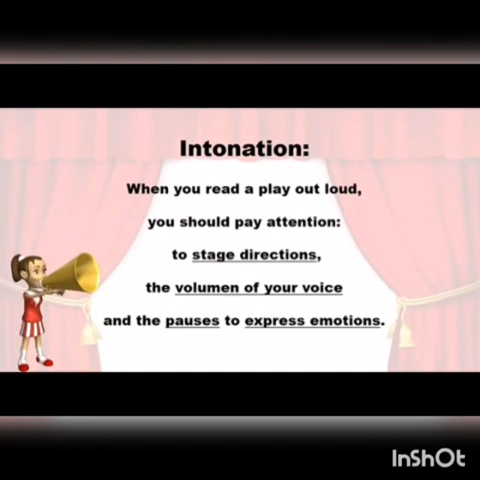 Intonation:
When you read a play out loud,
you should pay attention:
to stage directions,
the volumen of your voice
and the pauses to express emotions.
InShOt